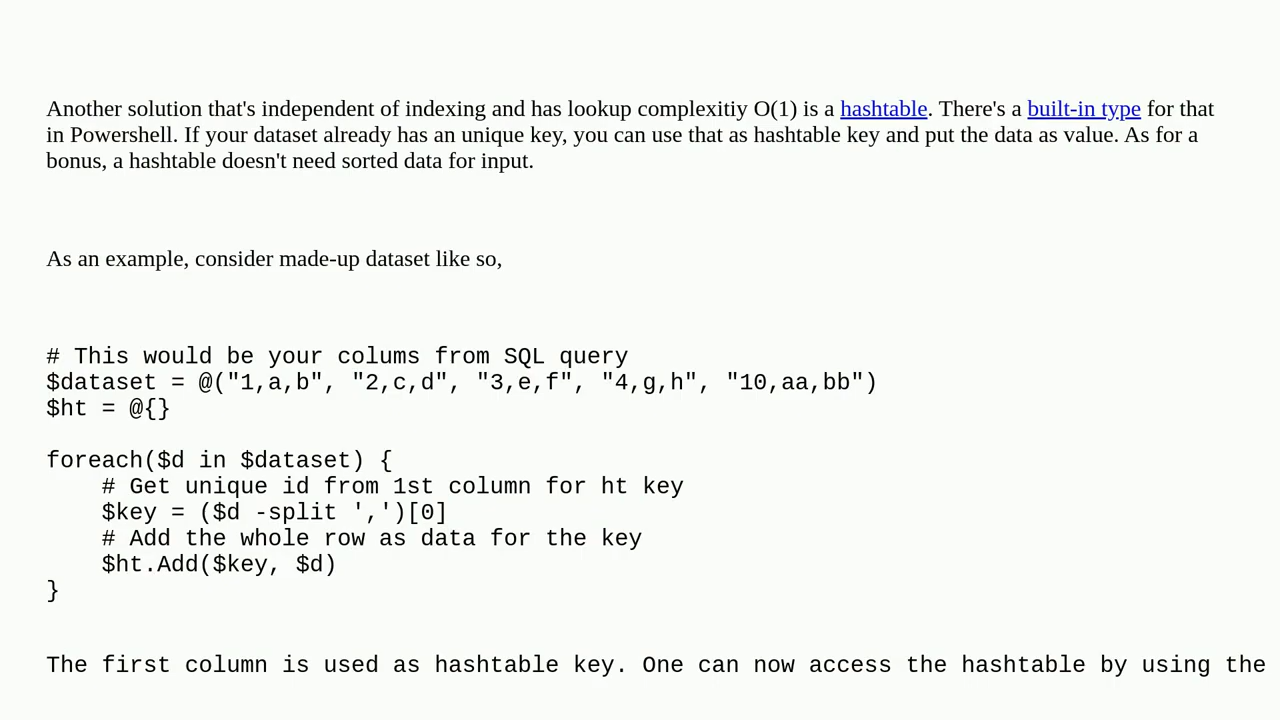 Another solution that's independent of indexing and has lookup complexitiy O(1) is a hashtable. There's a built-in type for that
in Powershell. If your dataset already has an unique key, you can use that as hashtable key and put the data as value. As for a
bonus, a hashtable doesn't need sorted data for input.
As an example, consider made-up dataset like so,
# This would be your colums from SQL query
$dataset = @("1,a,b", "2,c,d", "3,e,f", "4,g,h", "10,aa,bb")
$ht = @{}
foreach($d in $dataset) {
    # Get unique id from 1st column for ht key
    $key = ($d -split ',')[0]
    # Add the whole row as data for the key
    $ht.Add($key, $d)
}
The first column is used as hashtable key. One can now access the hashtable by using the